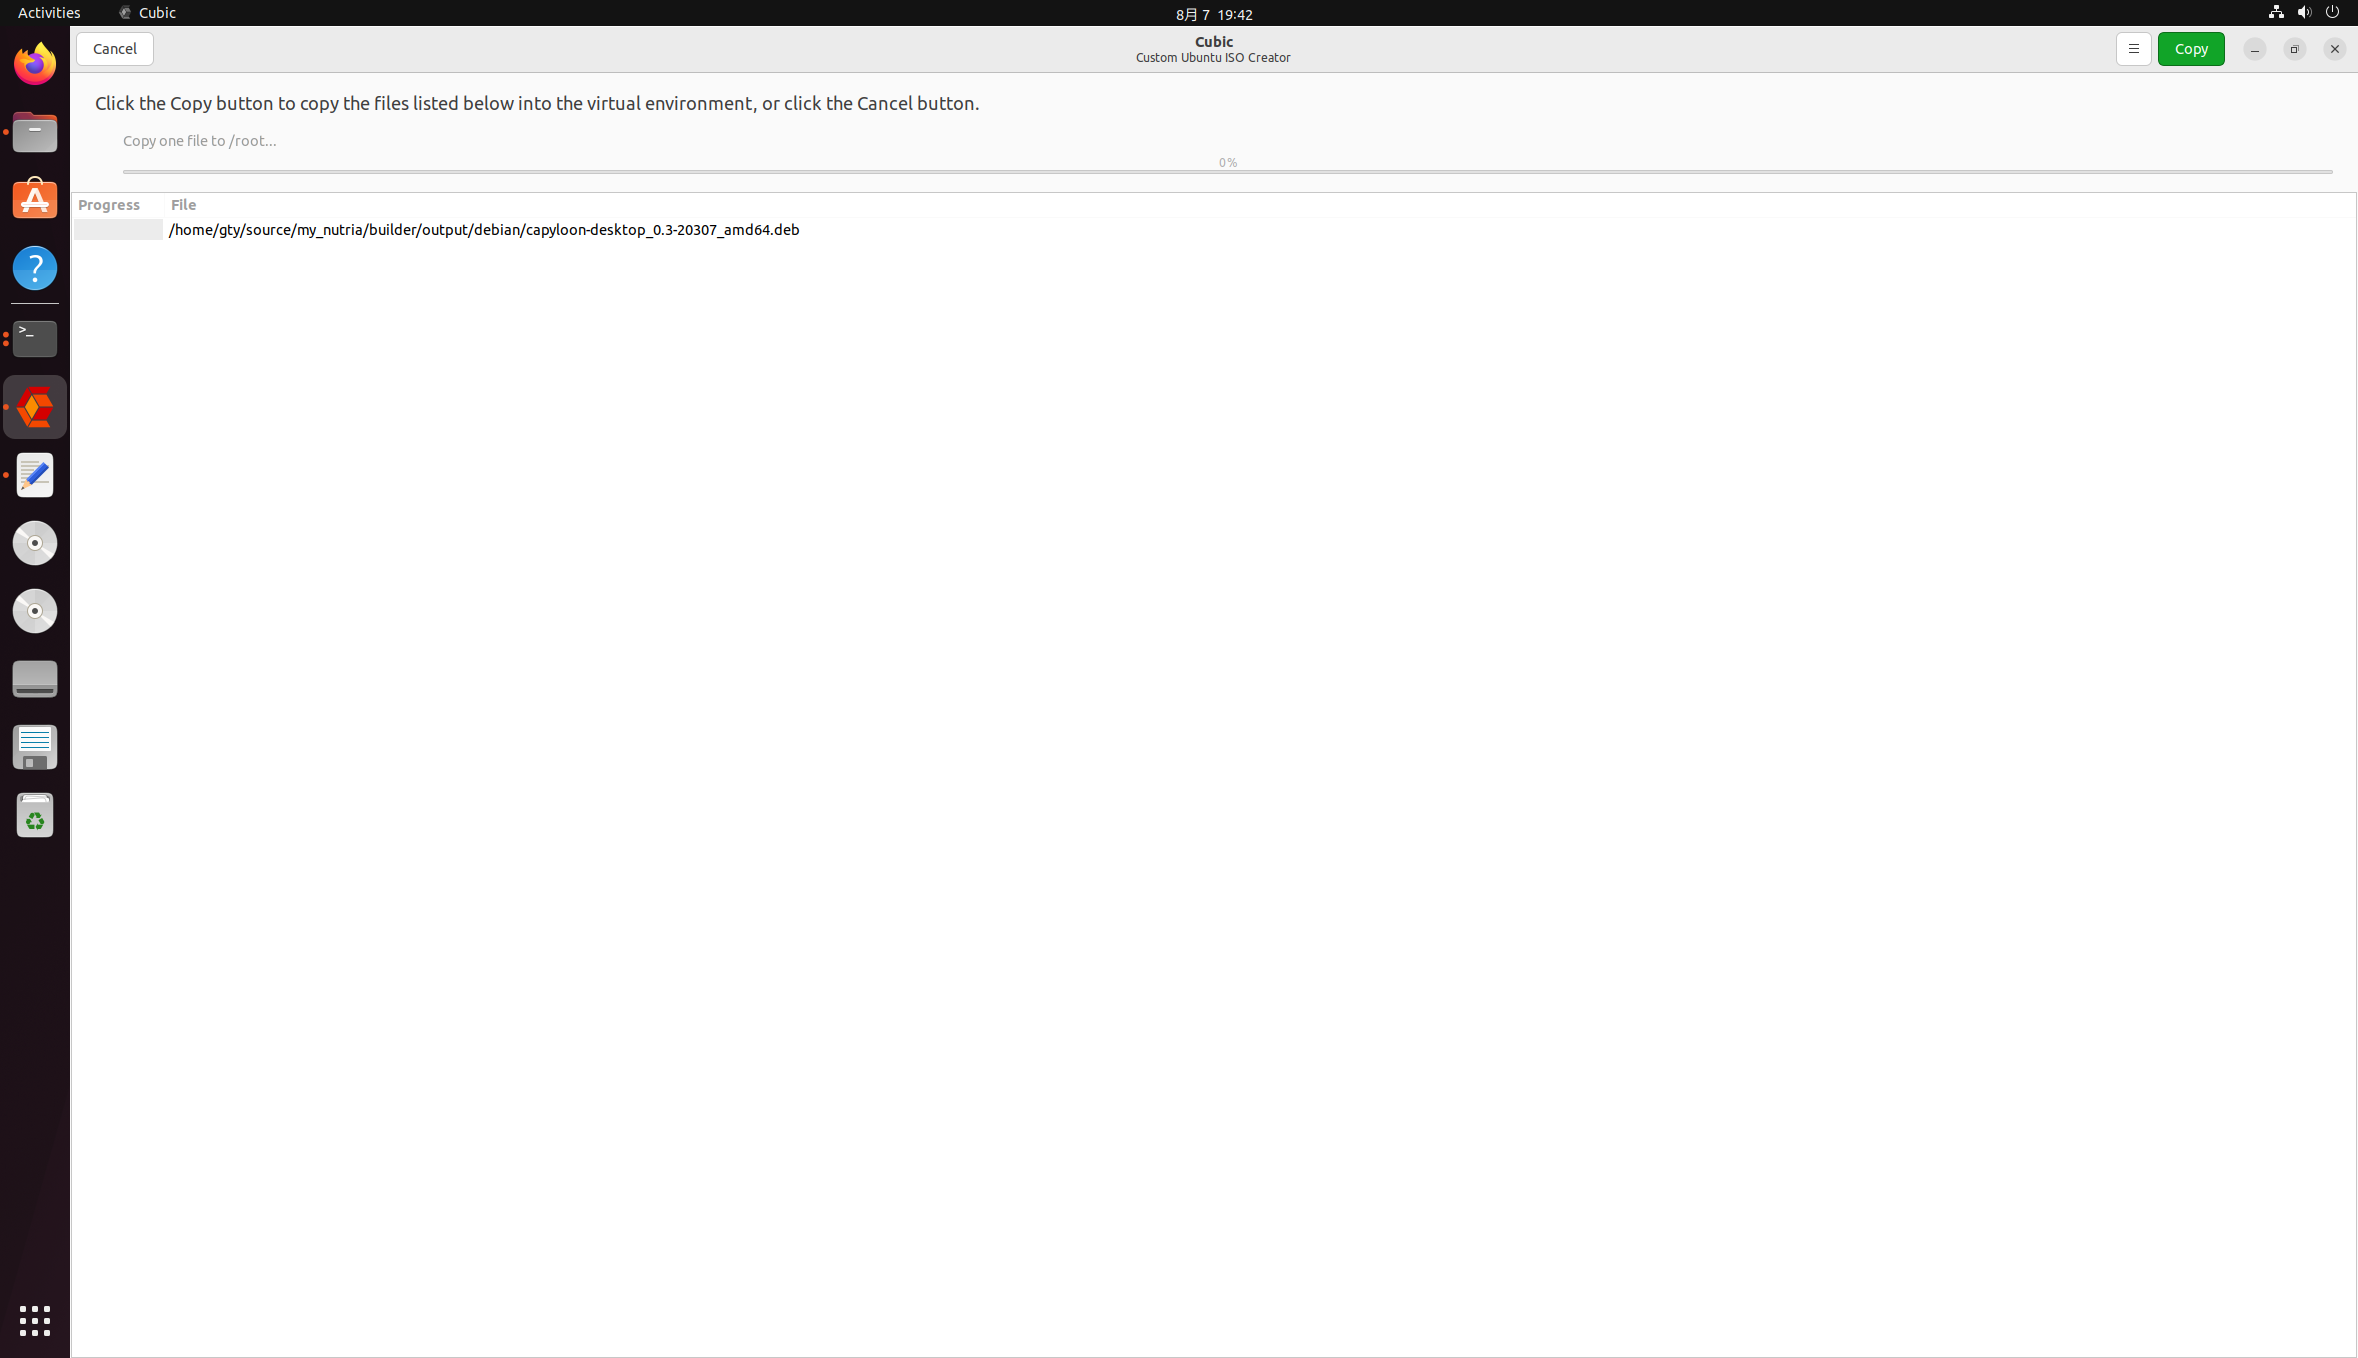 Activities
Cubic
8月 7 19:42
Cancel
Cubic
Custom Ubuntu ISO Creator
Copy
Click the Copy button to copy the files listed below into the virtual environment, or click the Cancel button.
Copy one file to /root...
0%
Progress File
/home/gty/source/my_nutria/builder/output/debian/capyloon-desktop_0.3-20307_amd64.deb